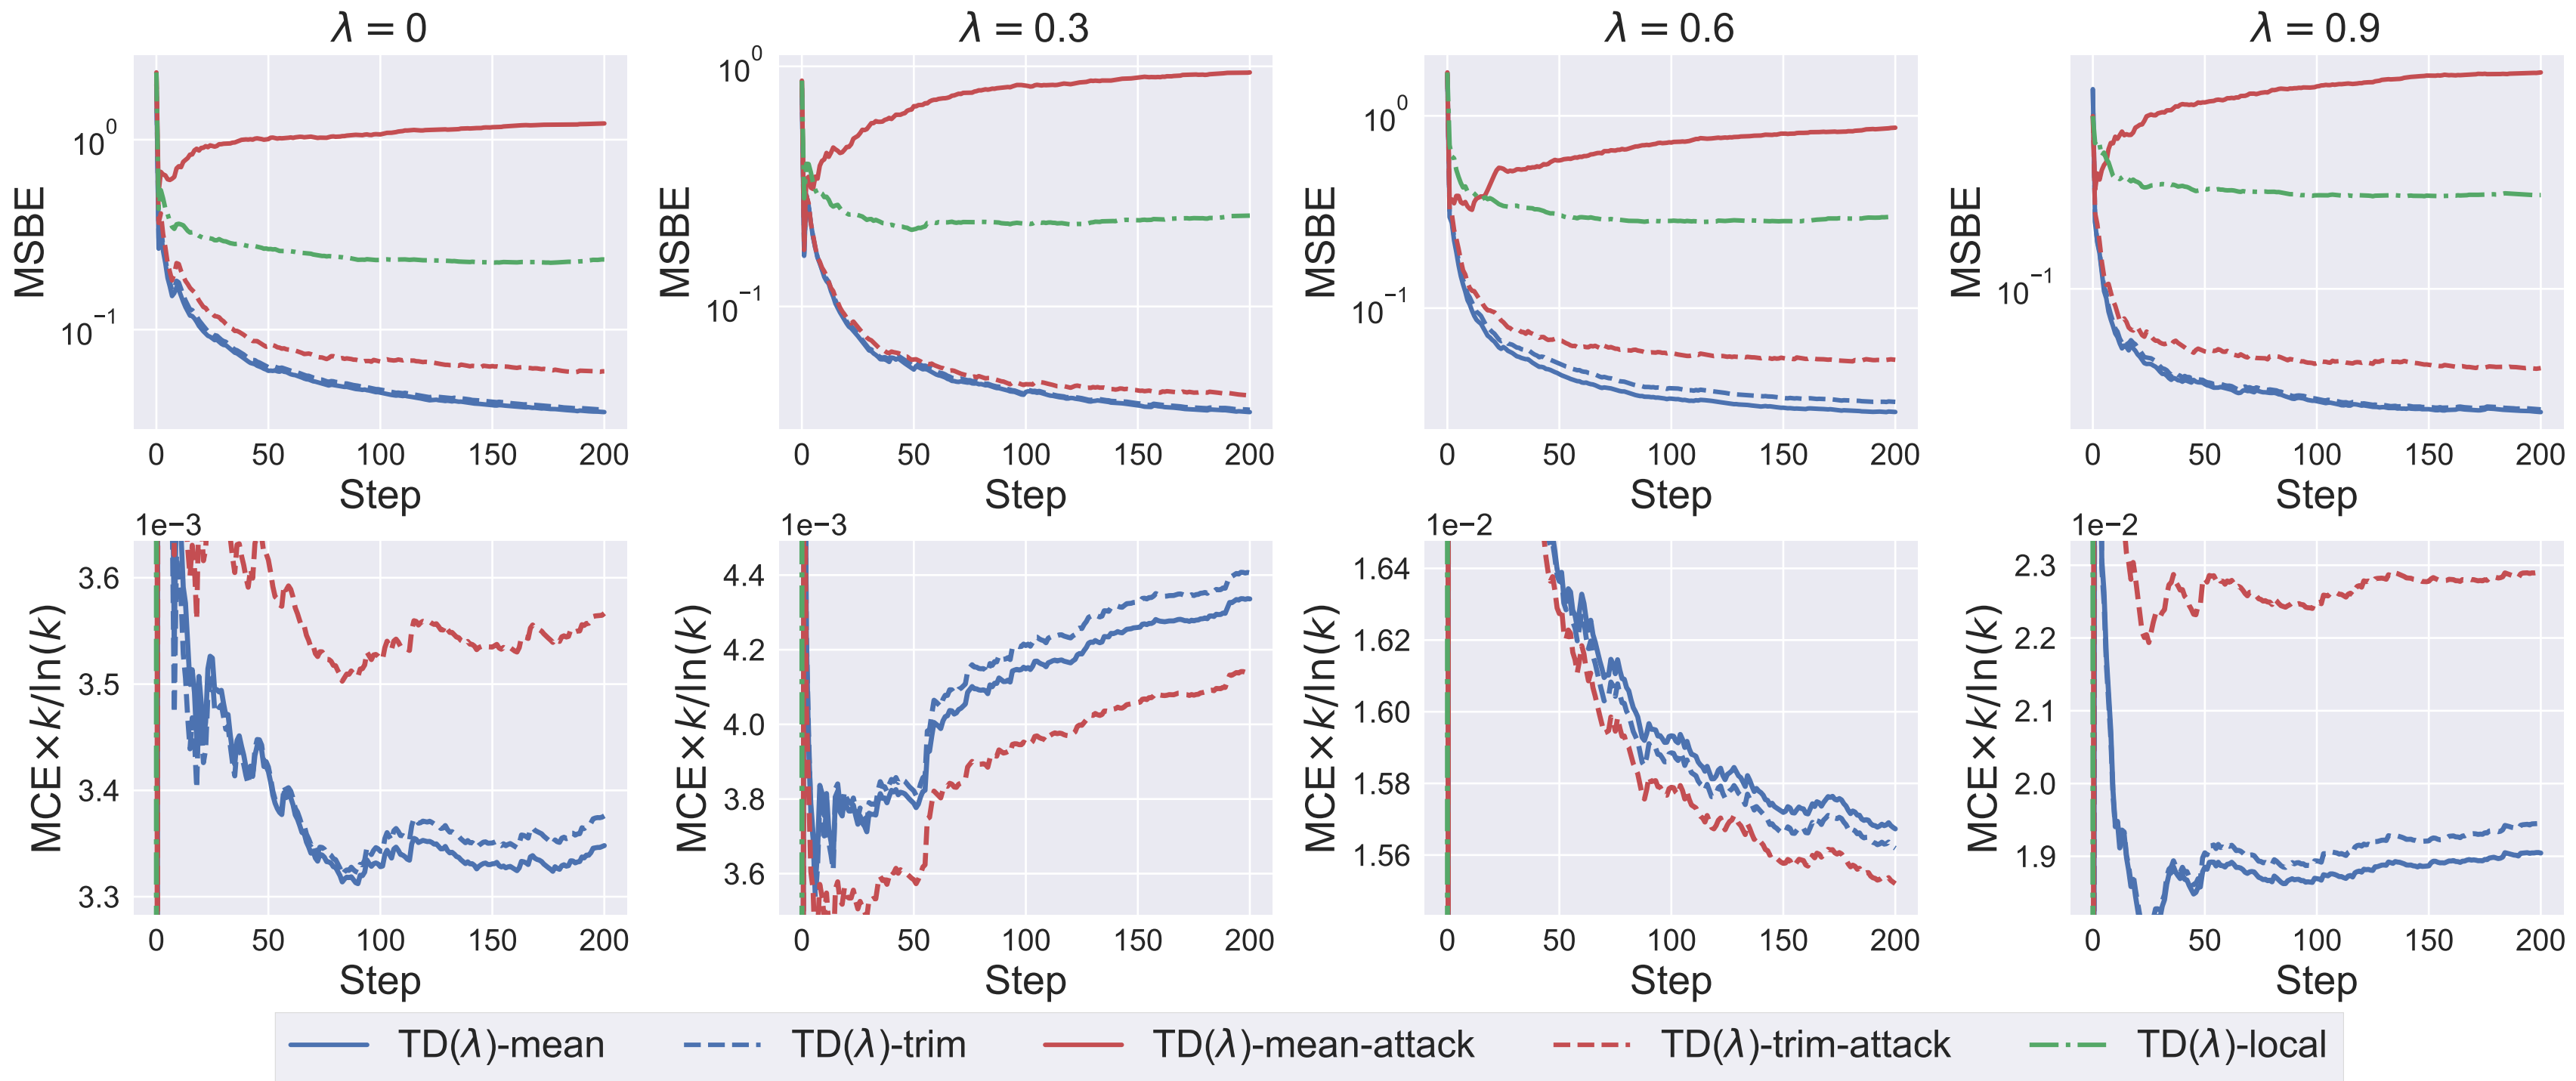 λ = 0
λ = 0.3
λ = 0.6
λ = 0.9
MSBE
10⁰
10⁻¹
0 50 100 150 200
Step
MSBE
10⁰
10⁻¹
0 50 100 150 200
Step
MSBE
10⁰
10⁻¹
0 50 100 150 200
Step
MSBE
10⁻¹
0 50 100 150 200
Step
1e−3
MCE×k/ln(k)
3.6
3.5
3.4
3.3
0 50 100 150 200
Step
1e−3
MCE×k/ln(k)
4.4
4.2
4.0
3.8
3.6
0 50 100 150 200
Step
1e−2
MCE×k/ln(k)
1.64
1.62
1.60
1.58
1.56
0 50 100 150 200
Step
1e−2
MCE×k/ln(k)
2.3
2.2
2.1
2.0
1.9
0 50 100 150 200
Step
TD(λ)-mean TD(λ)-trim TD(λ)-mean-attack TD(λ)-trim-attack TD(λ)-local